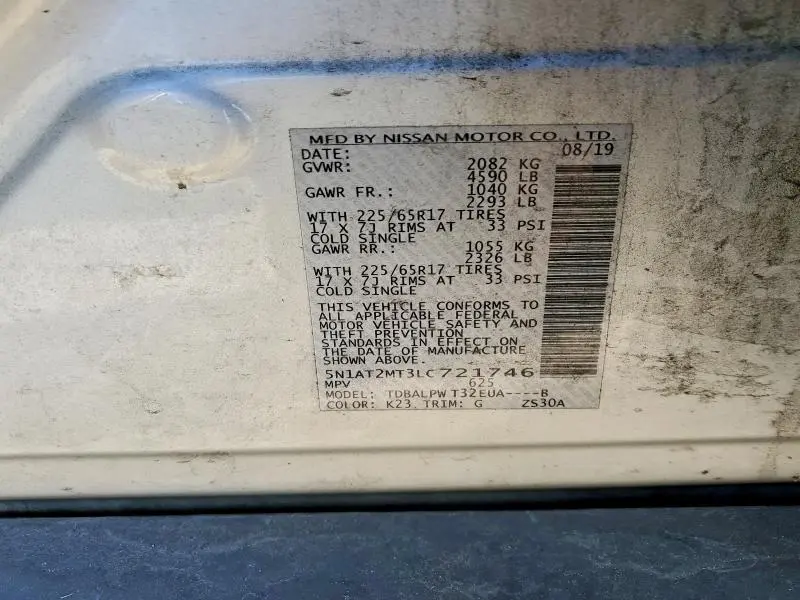 MFD BY NISSAN MOTOR CO., LTD.
DATE: 08/19
GVWR: 2082 KG
4590 LB
GAWR FR.: 1040 KG
2293 LB
WITH 225/65R17 TIRES
17 X 7J RIMS AT 33 PSI
COLD SINGLE
GAWR RR.: 1055 KG
2326 LB
WITH 225/65R17 TIRES
17 X 7J RIMS AT 33 PSI
COLD SINGLE
THIS VEHICLE CONFORMS TO
ALL APPLICABLE FEDERAL
MOTOR VEHICLE SAFETY AND
THEFT PREVENTION
STANDARDS IN EFFECT ON
THE DATE OF MANUFACTURE
SHOWN ABOVE.
5N1AT2MT3LC721746
MPV 625
MODEL: TDBALPW T32EUA----B
COLOR: K23 TRIM: G ZS30A